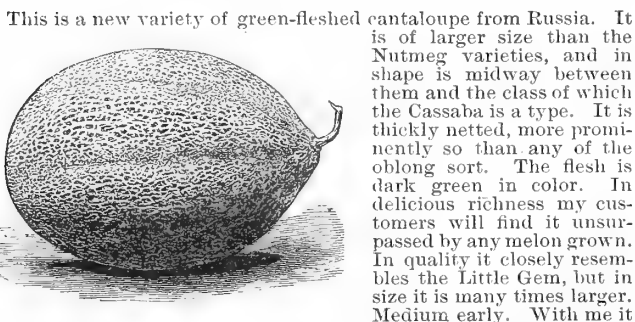 This is a new variety of green-fleshed cantaloupe from Russia. It
is of larger size than the
Nutmeg varieties, and in
shape is midway between
them and the class of which
the Cassaba is a type. It is
thickly netted, more promi-
nently so than any of the
oblong sort. The flesh is
dark green in color. In
delicious richness my cus-
tomers will find it unsur-
passed by any melon grown.
In quality it closely resem-
bles the Little Gem, but in
size it is many times larger.
Medium early. With me it